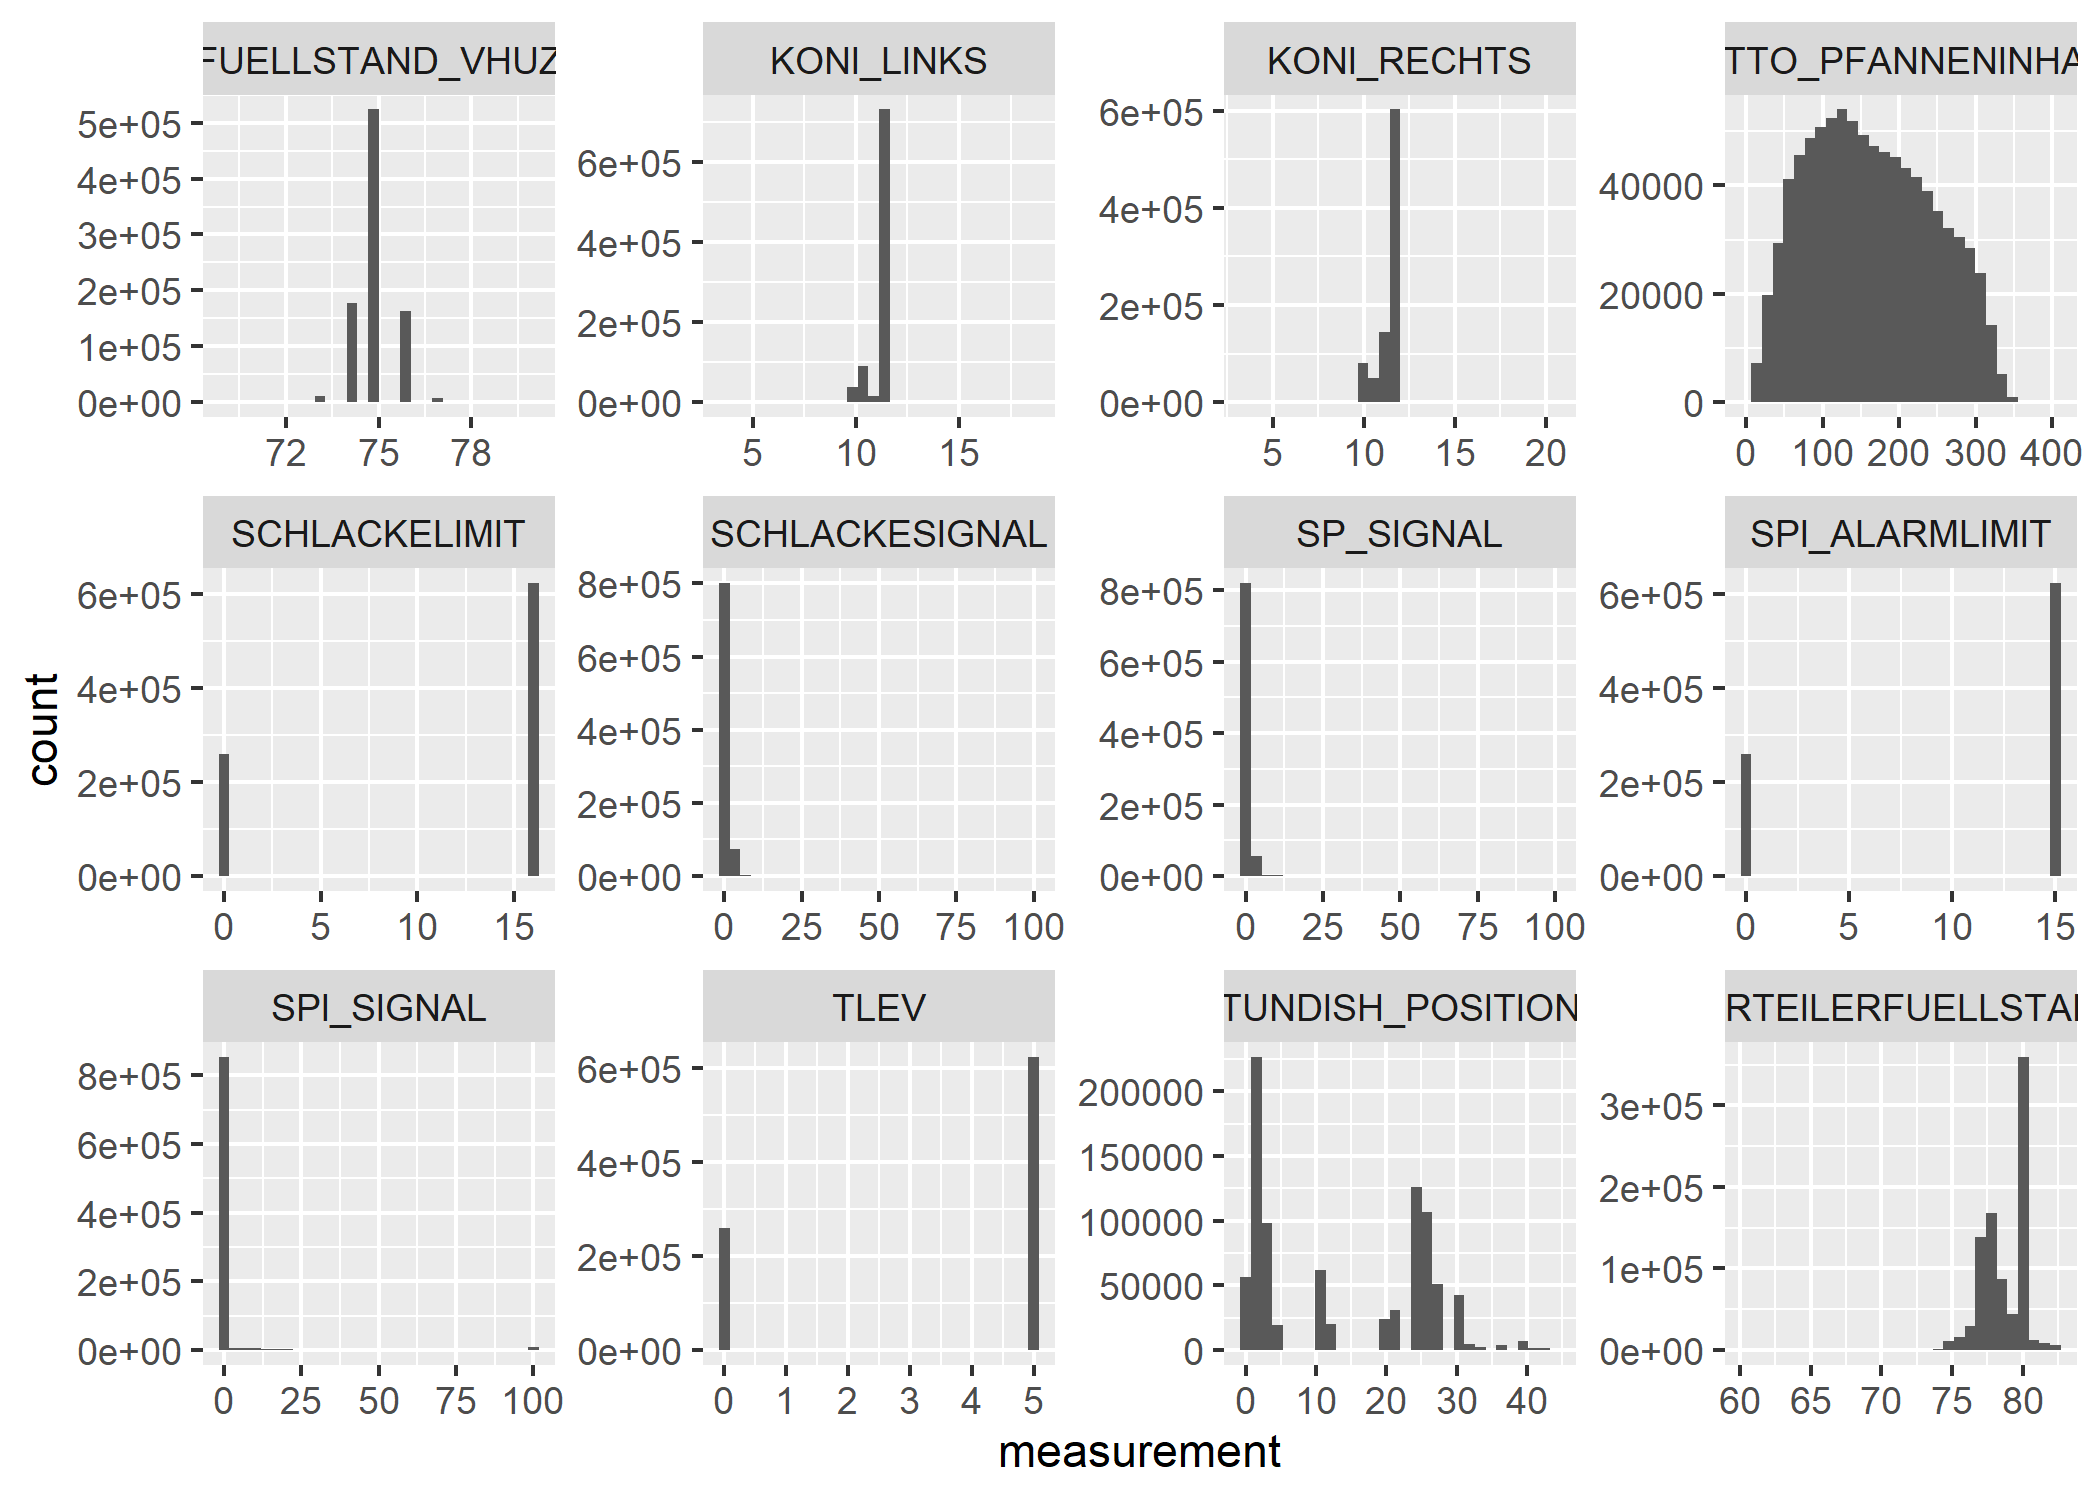 FUELLSTAND_VHUZ KONI_LINKS KONI_RECHTS TTO_PFANNENINHA
5e+05
4e+05
3e+05
2e+05
1e+05
0e+00
72 75 78
6e+05
4e+05
2e+05
0e+00
5 10 15
6e+05
4e+05
2e+05
0e+00
5 10 15 20
40000
20000
0
0 100 200 300 400
SCHLACKELIMIT SCHLACKESIGNAL SP_SIGNAL SPI_ALARMLIMIT
6e+05
4e+05
2e+05
0e+00
0 5 10 15
8e+05
6e+05
4e+05
2e+05
0e+00
0 25 50 75 100
8e+05
6e+05
4e+05
2e+05
0e+00
0 25 50 75 100
6e+05
4e+05
2e+05
0e+00
0 5 10 15
SPI_SIGNAL TLEV TUNDISH_POSITION RTEILERFUELLSTAI
8e+05
6e+05
4e+05
2e+05
0e+00
0 25 50 75 100
6e+05
4e+05
2e+05
0e+00
0 1 2 3 4 5
200000
150000
100000
50000
0
0 10 20 30 40
3e+05
2e+05
1e+05
0e+00
60 65 70 75 80
count
measurement